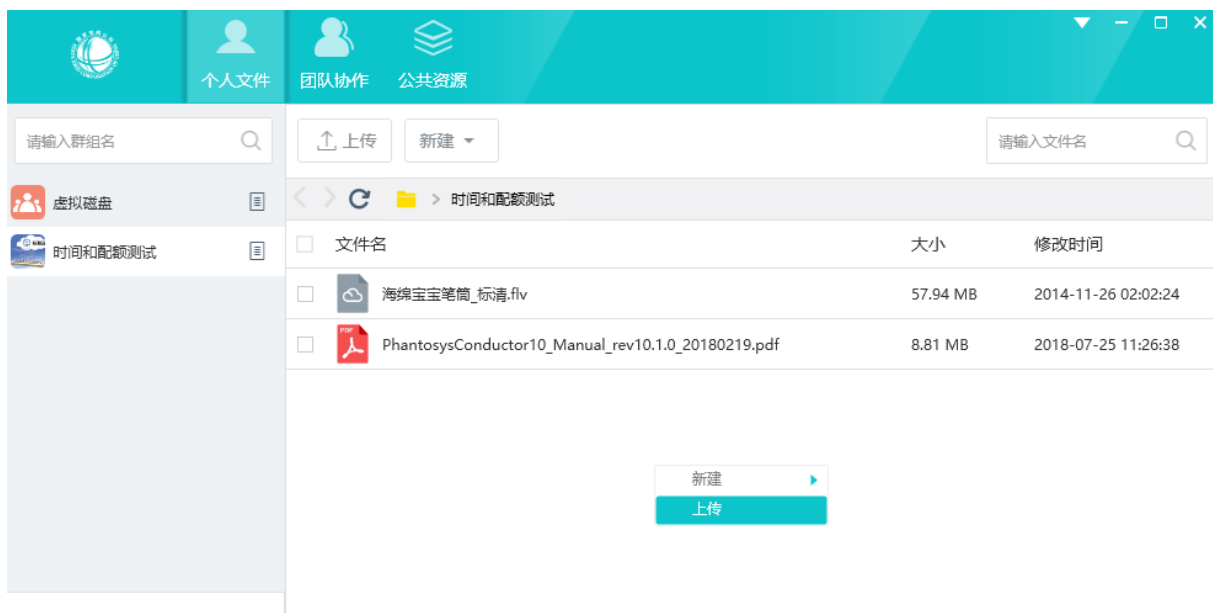 个人文件
团队协作
公共资源
请输入群组名
上传
新建
请输入文件名
虚拟磁盘
> 时间和配额测试
时间和配额测试
文件名
大小
修改时间
海绵宝宝笔筒_标清.flv
57.94 MB
2014-11-26 02:02:24
PDF
PhantosysConductor10_Manual_rev10.1.0_20180219.pdf
8.81 MB
2018-07-25 11:26:38
新建
上传